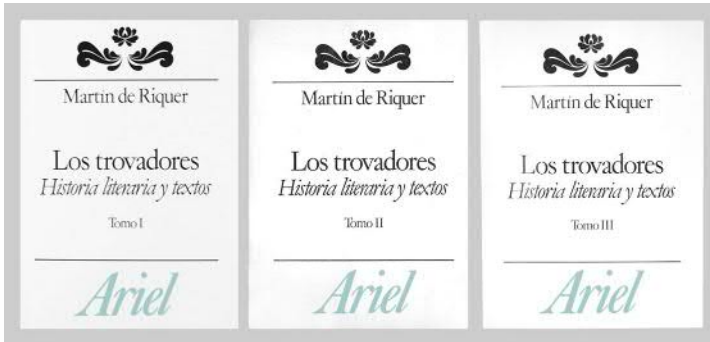 Martín de Riquer
Los trovadores
Historia literaria y textos
Tomo I
Ariel
Martín de Riquer
Los trovadores
Historia literaria y textos
Tomo II
Ariel
Martín de Riquer
Los trovadores
Historia literaria y textos
Tomo III
Ariel